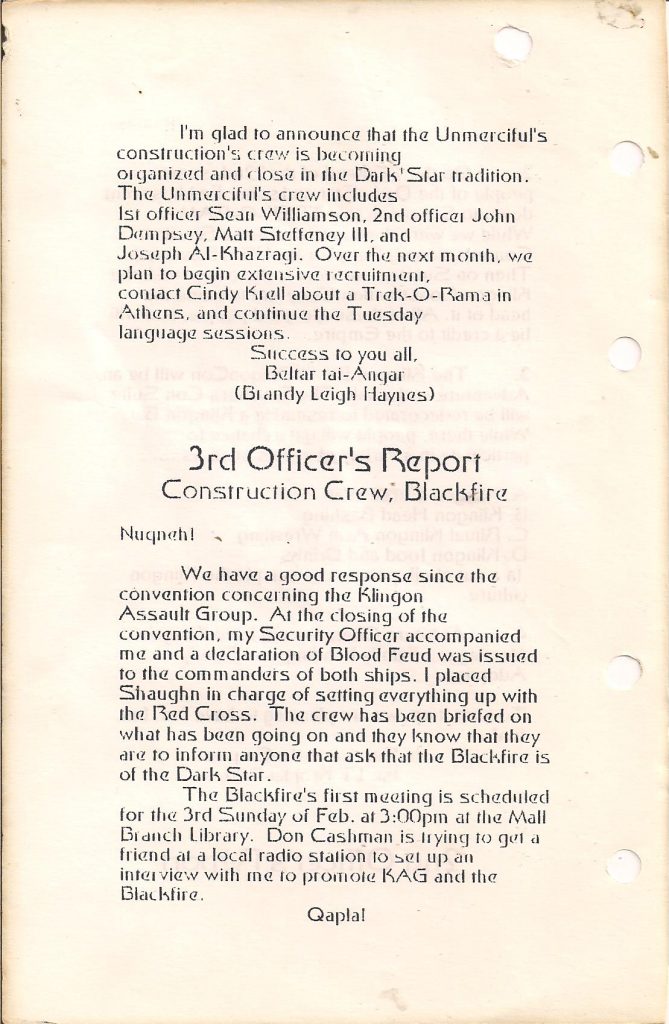 I'm glad to announce that the Unmerciful's
construction's crew is becoming
organized and close in the Dark Star tradition.
The Unmerciful's crew includes
1st officer Sean Williamson, 2nd officer John
Dempsey, Matt Steffeney III, and
Joseph Al-Khazragi. Over the next month, we
plan to begin extensive recruitment,
contact Cindy Krell about a Trek-O-Rama in
Athens, and continue the Tuesday
language sessions.
Success to you all,
Beltar tai-Angar
(Brandy Leigh Haynes)
3rd Officer's Report
Construction Crew, Blackfire
Nuqneh!
We have a good response since the
convention concerning the Klingon
Assault Group. At the closing of the
convention, my Security Officer accompanied
me and a declaration of Blood Feud was issued
to the commanders of both ships. I placed
Shaughn in charge of setting everything up with
the Red Cross. The crew has been briefed on
what has been going on and they know that they
are to inform anyone that ask that the Blackfire is
of the Dark Star.
The Blackfire's first meeting is scheduled
for the 3rd Sunday of Feb. at 3:00pm at the Mall
Branch Library. Don Cashman is trying to get a
friend at a local radio station to set up an
interview with me to promote KAG and the
Blackfire.
Qapla!